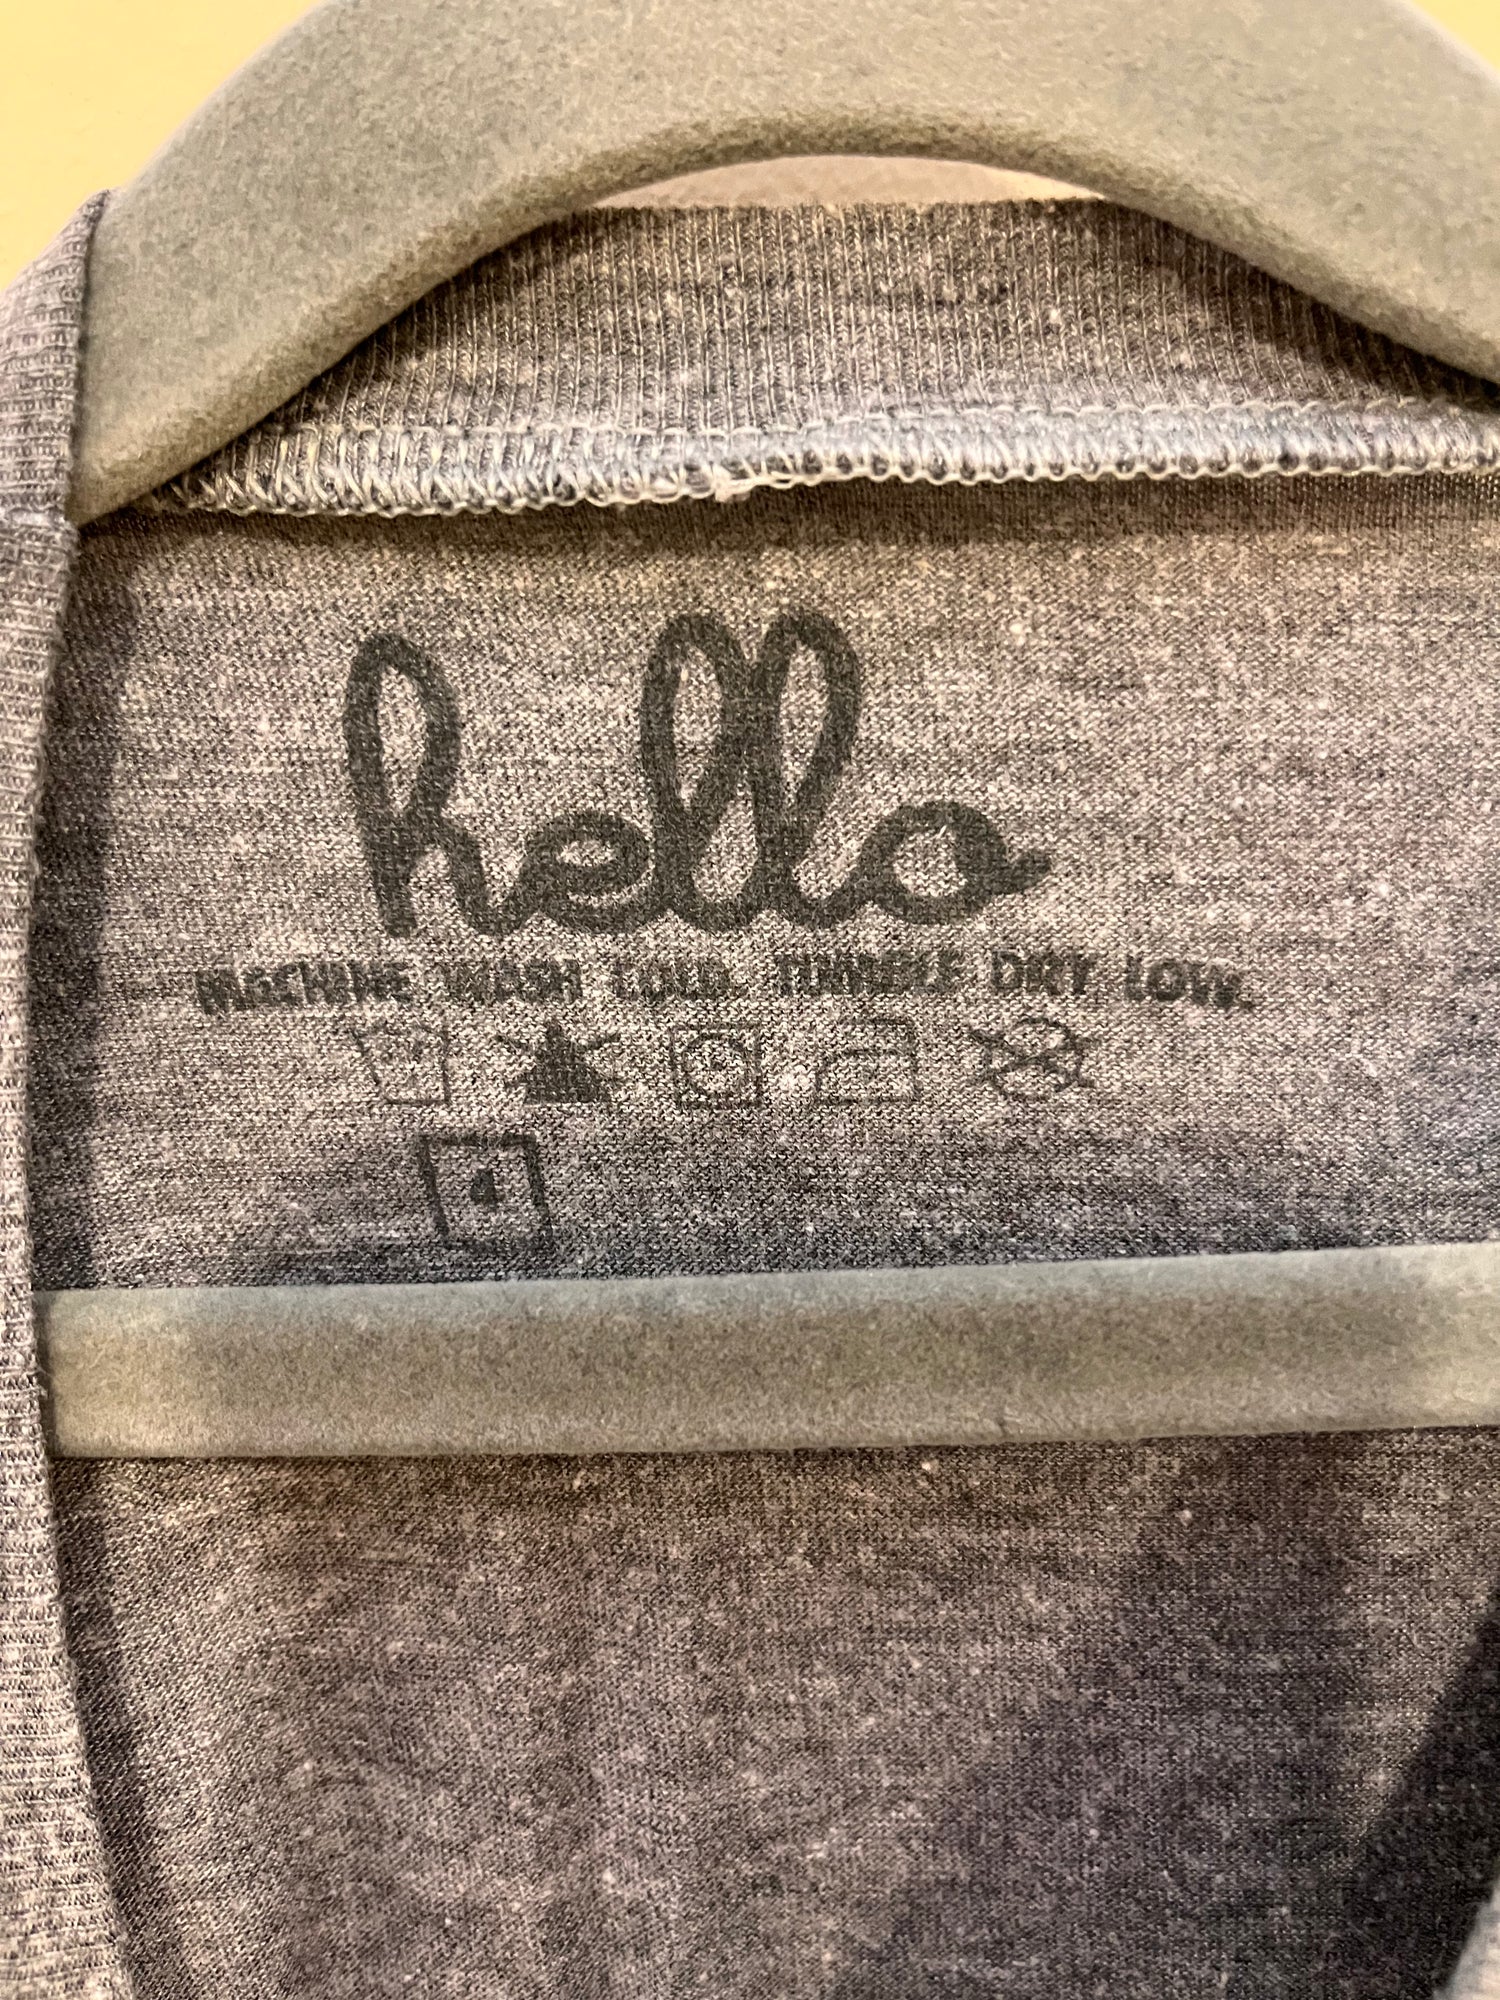 hello
MACHINE WASH COLD. TUMBLE DRY LOW.
4